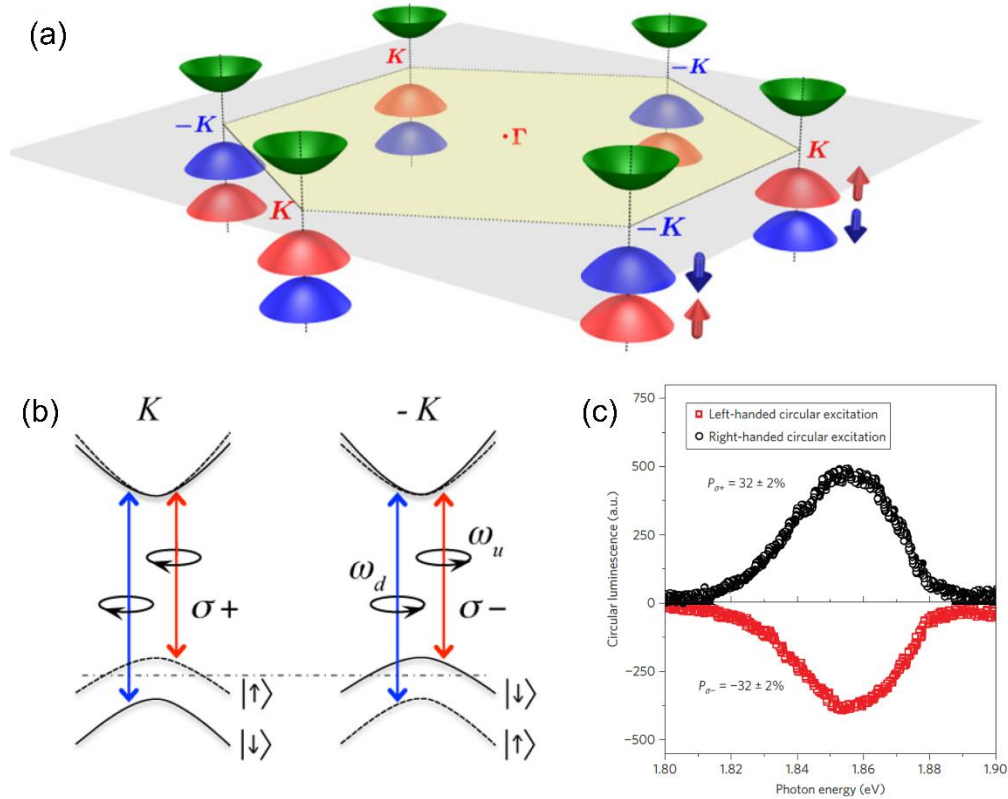 (a)
K
-K
-K
·Γ
K
K
-K
(b)
K
- K
ω_u
ω_d
σ+
σ−
|↑⟩
|↓⟩
|↓⟩
|↑⟩
(c)
750
Left-handed circular excitation
Right-handed circular excitation
500
P_σ+ = 32 ± 2%
250
Circular luminescence (a.u.)
0
−250
P_σ− = −32 ± 2%
−500
1.80 1.82 1.84 1.86 1.88 1.90
Photon energy (eV)